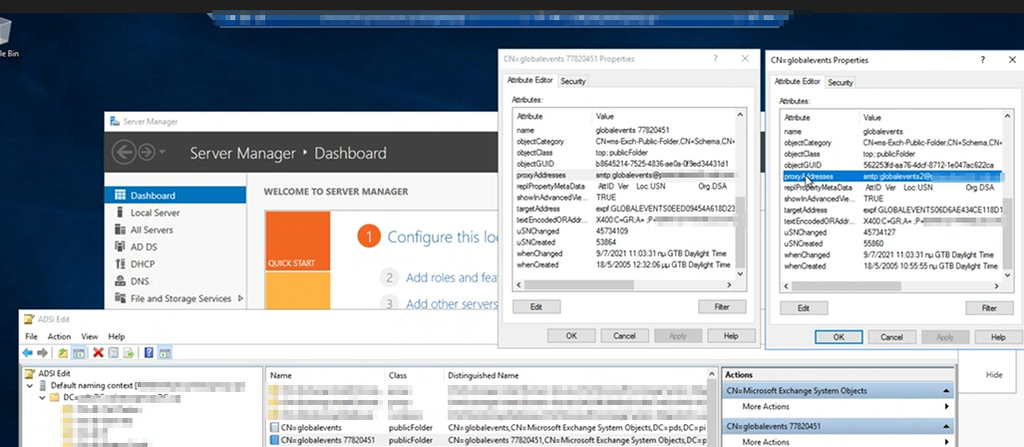 le Bin
Server Manager
Server Manager • Dashboard
Dashboard
Local Server
All Servers
AD DS
DHCP
DNS
File and Storage Services
WELCOME TO SERVER MANAGER
QUICK START
1 Configure this loc
2 Add roles and feat
3 Add other servers
CN=globalevents 77820451 Properties
Attribute Editor Security
Attributes:
Attribute Value
name globalevents 77820451
objectCategory CN=ms-Exch-Public-Folder,CN=Schema,CN=
objectClass top; publicFolder
objectGUID b8645214-7525-4836-ae0a-0f9ed34431d1
proxyAddresses smtp:globalevents@
replPropertyMetaData AttID Ver Loc.USN Org.DSA
showInAdvancedVie... TRUE
targetAddress expf:GLOBALEVENTS06EED09454A618D23
textEncodedORAddr... X400:C=GR;A= ;P=
uSNChanged 45734109
uSNCreated 53864
whenChanged 9/7/2021 11:03:31 πμ GTB Daylight Time
whenCreated 18/5/2005 12:32:06 μμ GTB Daylight Time
Edit Filter
OK Cancel Apply Help
CN=globalevents Properties
Attribute Editor Security
Attributes:
Attribute Value
name globalevents
objectCategory CN=ms-Exch-Public-Folder,CN=Schema,CN=
objectClass top; publicFolder
objectGUID 562253fd-aa76-4dcf-8712-1e047ac622ca
proxyAddresses smtp:globalevents2@
replPropertyMetaData AttID Ver Loc.USN Org.DSA
showInAdvancedVie... TRUE
targetAddress expf:GLOBALEVENTS06D6AE434CE118D1
textEncodedORAddr... X400:C=GR;A= ;P=
uSNChanged 45734127
uSNCreated 55860
whenChanged 9/7/2021 11:03:31 πμ GTB Daylight Time
whenCreated 18/5/2005 10:55:55 πμ GTB Daylight Time
Edit Filter
OK Cancel Apply Help
Hide
ADSI Edit
File Action View Help
ADSI Edit
Default naming context [
DC=
Name Class Distinguished Name
globalevents publicFolder CN=globalevents,CN=Microsoft Exchange System Objects,DC=pds,DC=pi
globalevents 77820451 publicFolder CN=globalevents 77820451,CN=Microsoft Exchange System Objects,D
Actions
CN=Microsoft Exchange System Objects
More Actions
CN=globalevents 77820451
More Actions